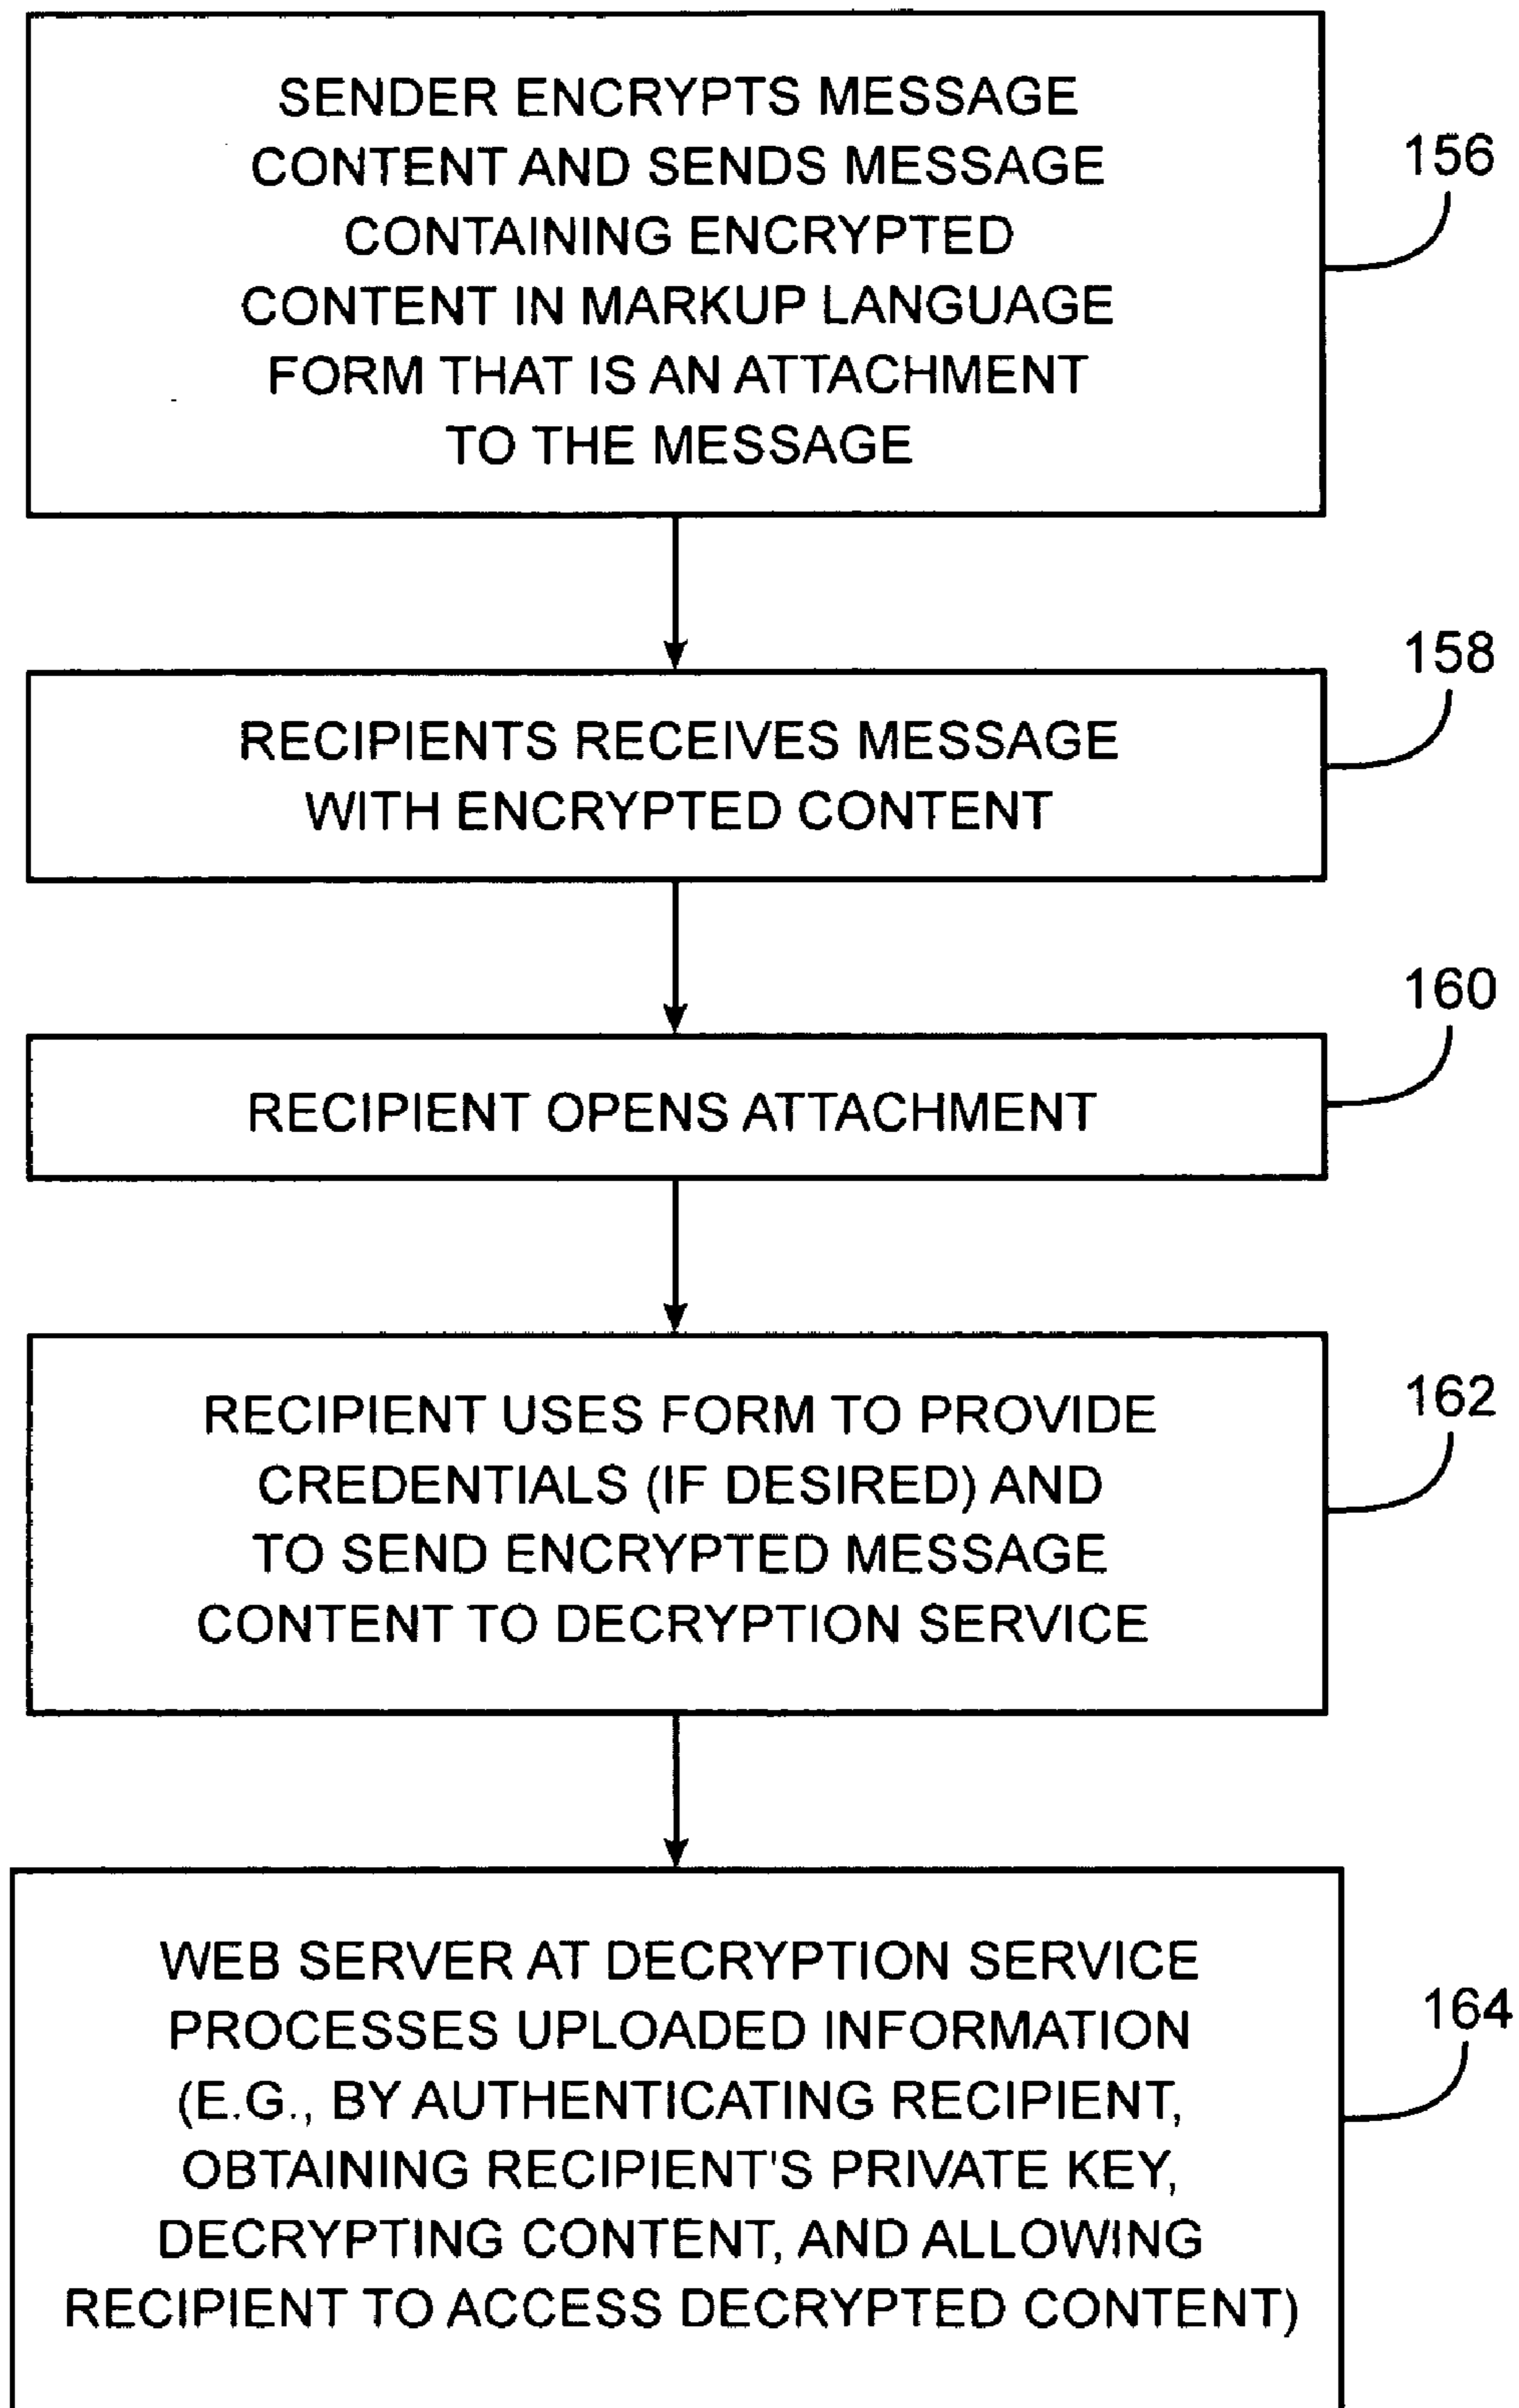 SENDER ENCRYPTS MESSAGE
CONTENT AND SENDS MESSAGE
CONTAINING ENCRYPTED
CONTENT IN MARKUP LANGUAGE
FORM THAT IS AN ATTACHMENT
TO THE MESSAGE
156
RECIPIENTS RECEIVES MESSAGE
WITH ENCRYPTED CONTENT
158
RECIPIENT OPENS ATTACHMENT
160
RECIPIENT USES FORM TO PROVIDE
CREDENTIALS (IF DESIRED) AND
TO SEND ENCRYPTED MESSAGE
CONTENT TO DECRYPTION SERVICE
162
WEB SERVER AT DECRYPTION SERVICE
PROCESSES UPLOADED INFORMATION
(E.G., BY AUTHENTICATING RECIPIENT,
OBTAINING RECIPIENT'S PRIVATE KEY,
DECRYPTING CONTENT, AND ALLOWING
RECIPIENT TO ACCESS DECRYPTED CONTENT)
164